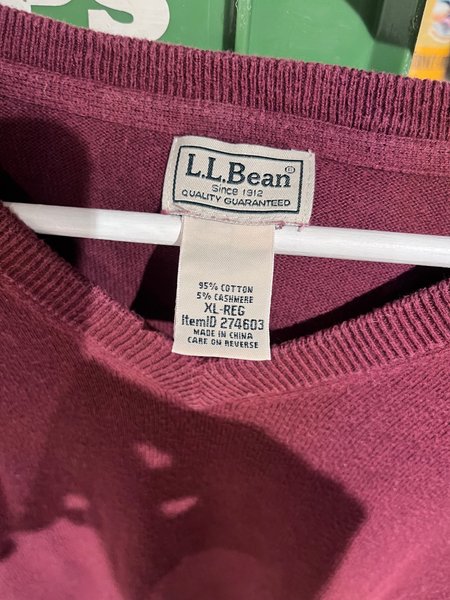 PS
L.L.Bean®
Since 1912
QUALITY GUARANTEED
95% COTTON
5% CASHMERE
XL-REG
ItemID 274603
MADE IN CHINA
CARE ON REVERSE